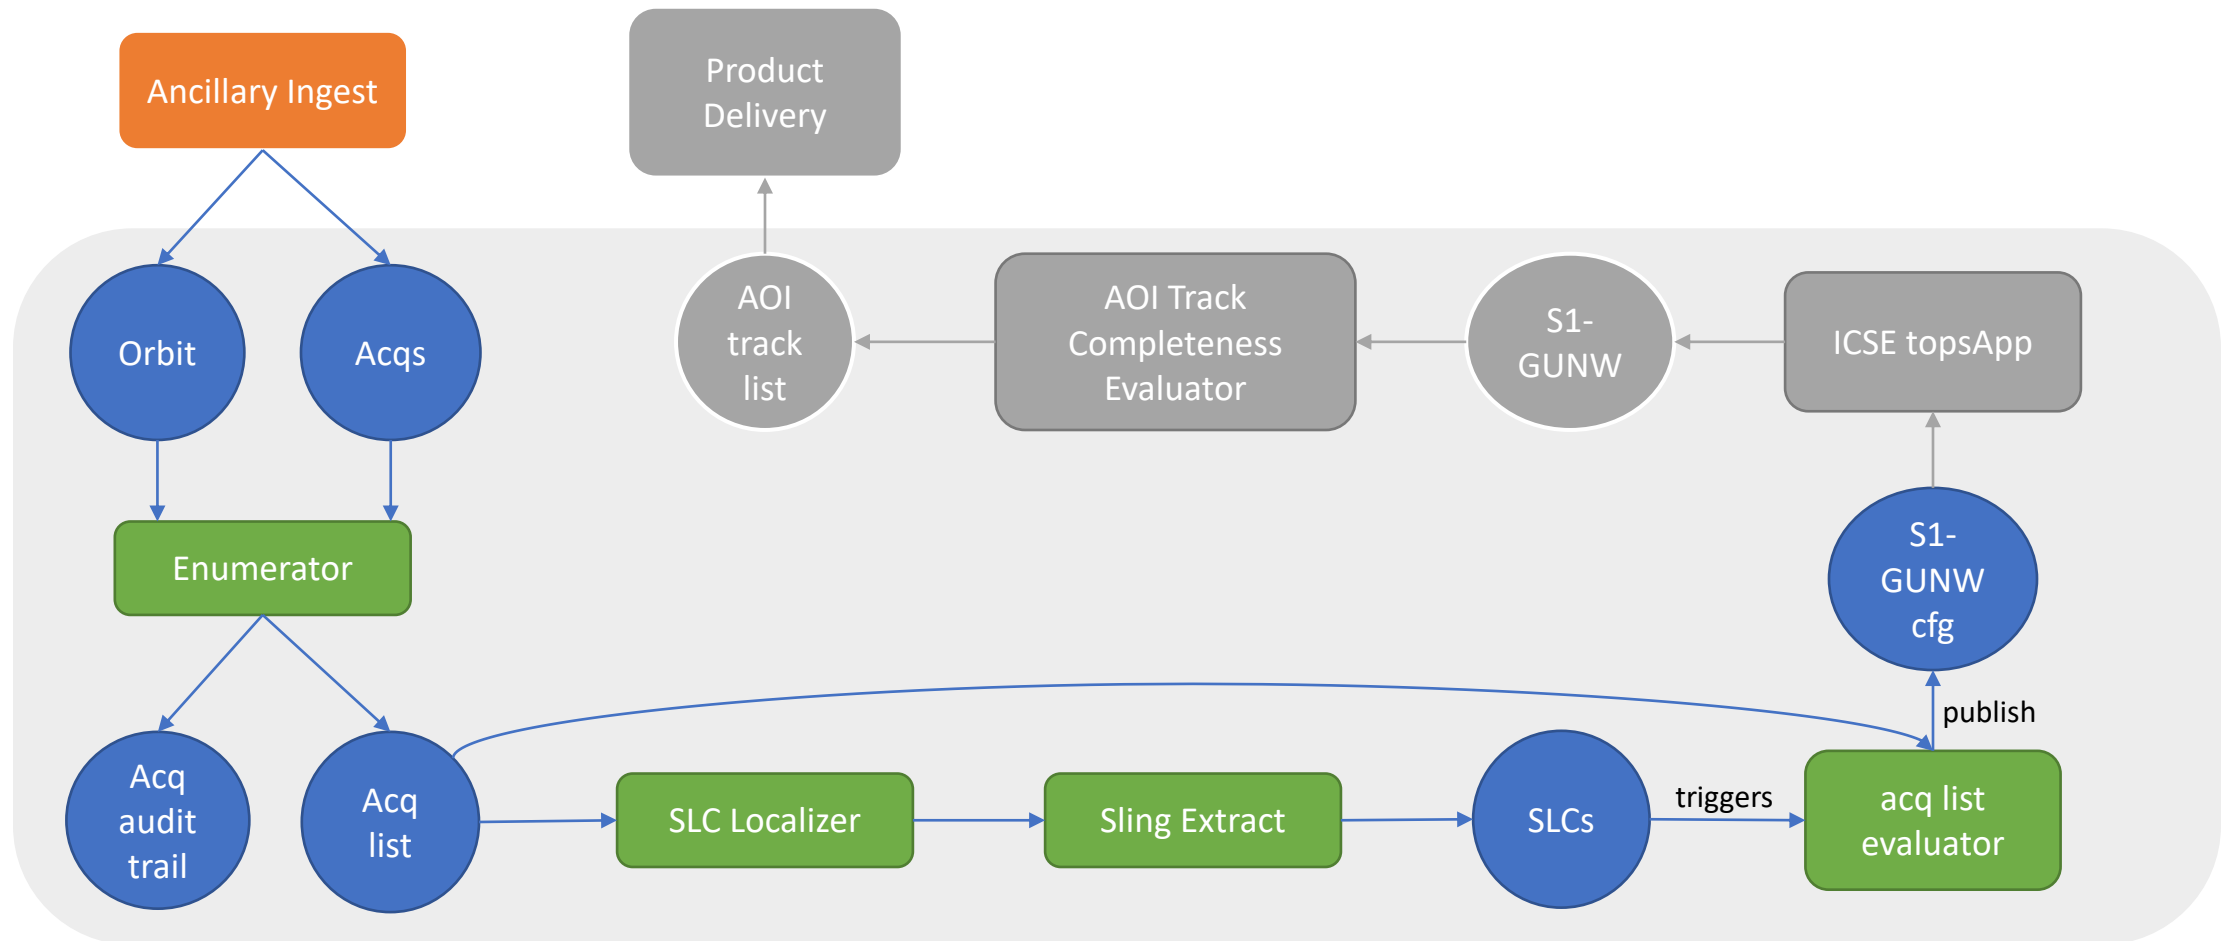 Ancillary Ingest
Product
Delivery
Orbit
Acqs
AOI
track
list
AOI Track
Completeness
Evaluator
S1-
GUNW
ICSE topsApp
Enumerator
S1-
GUNW
cfg
publish
Acq
audit
trail
Acq
list
SLC Localizer
Sling Extract
SLCs
triggers
acq list
evaluator